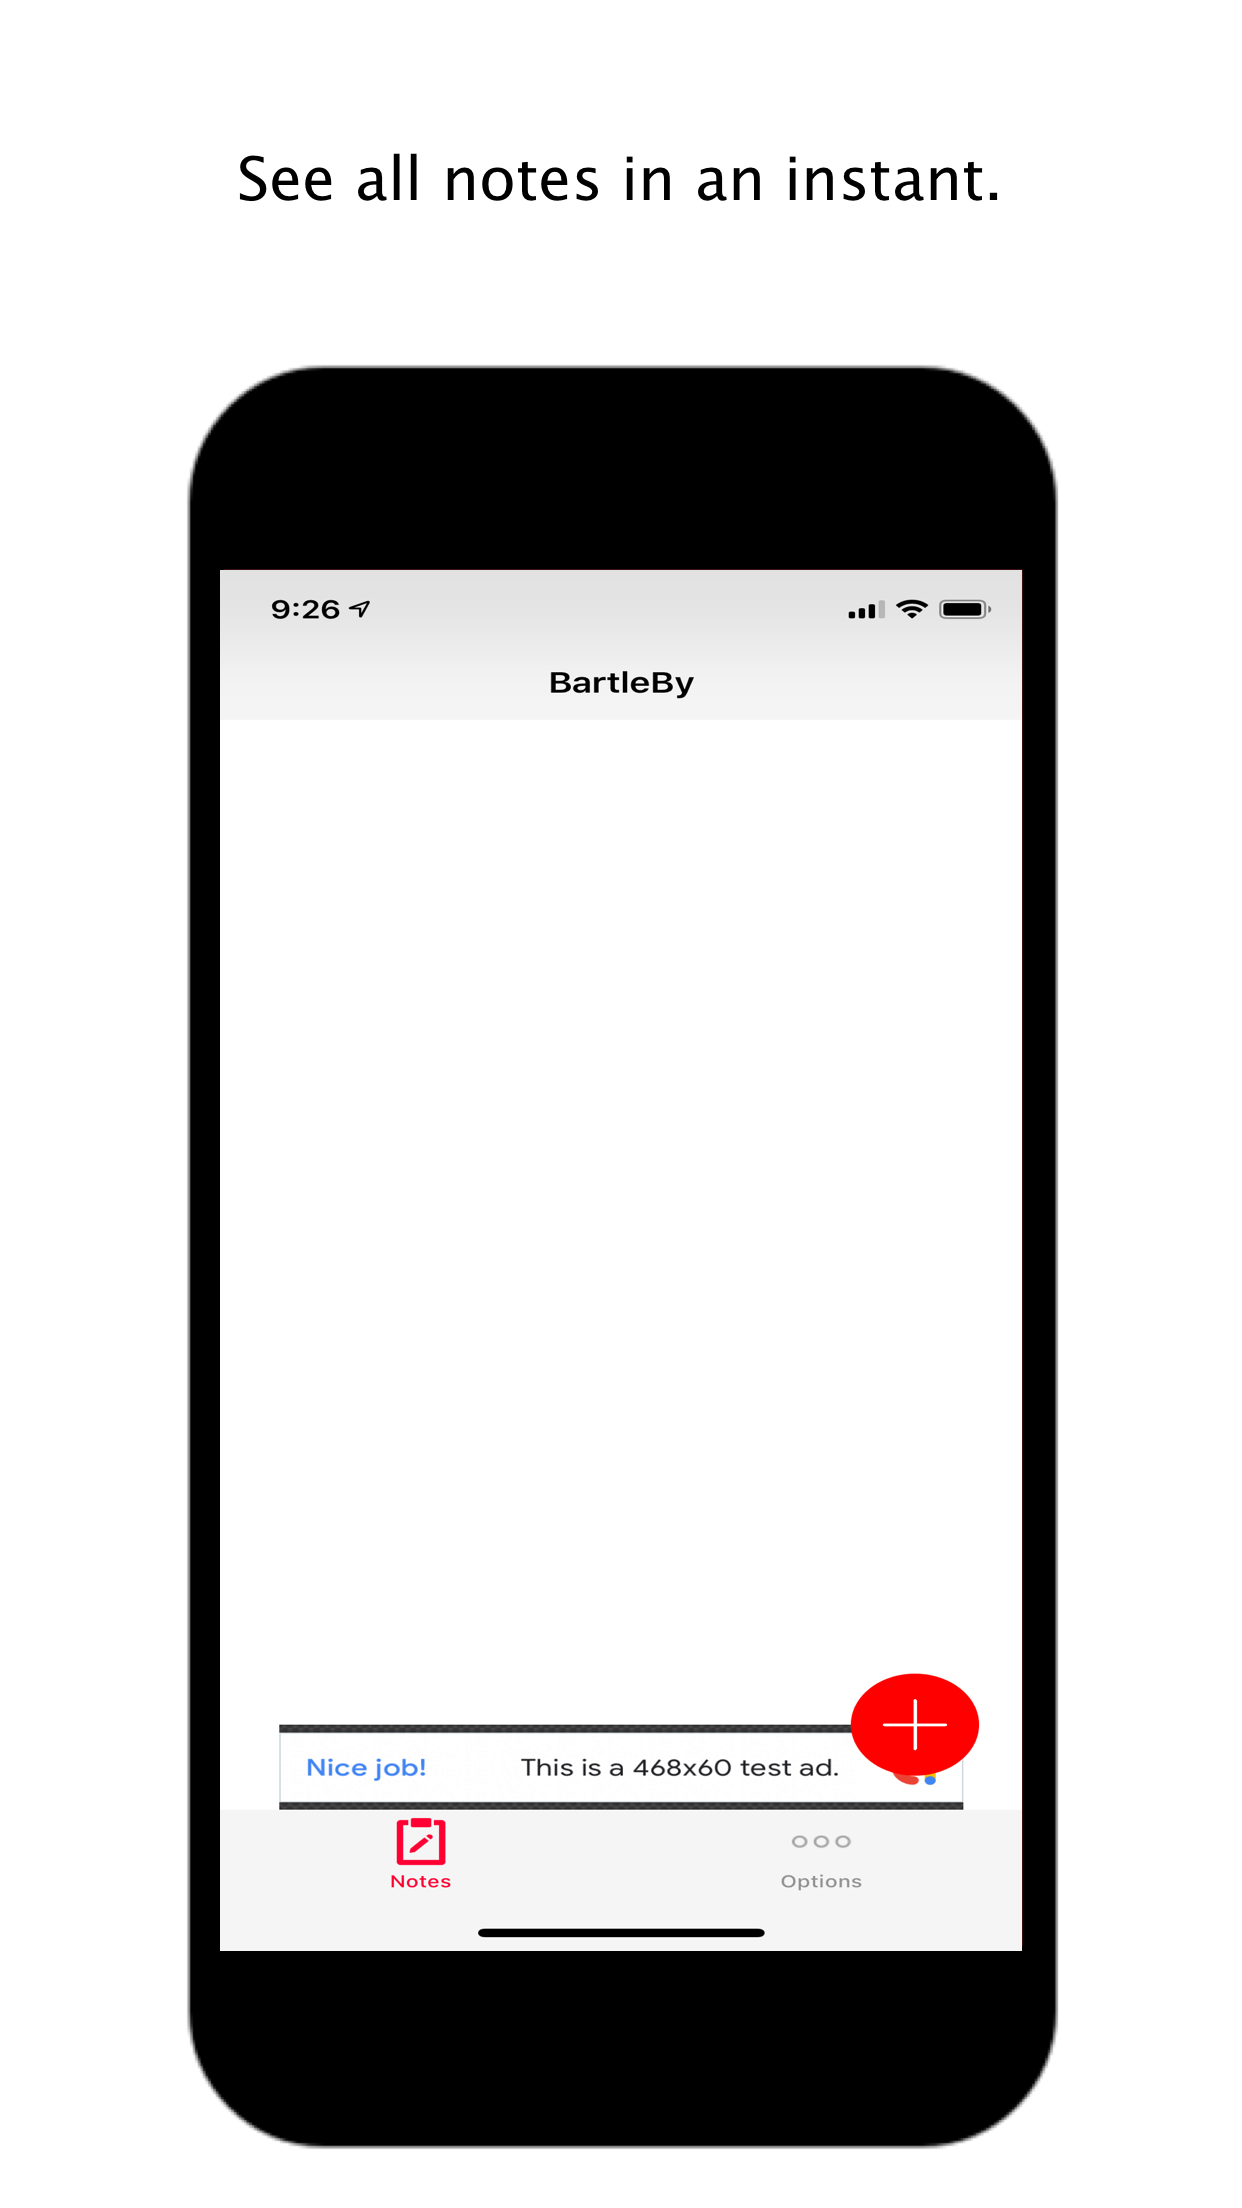 See all notes in an instant.
9:26
BartleBy
Nice job! This is a 468x60 test ad.
Notes
Options